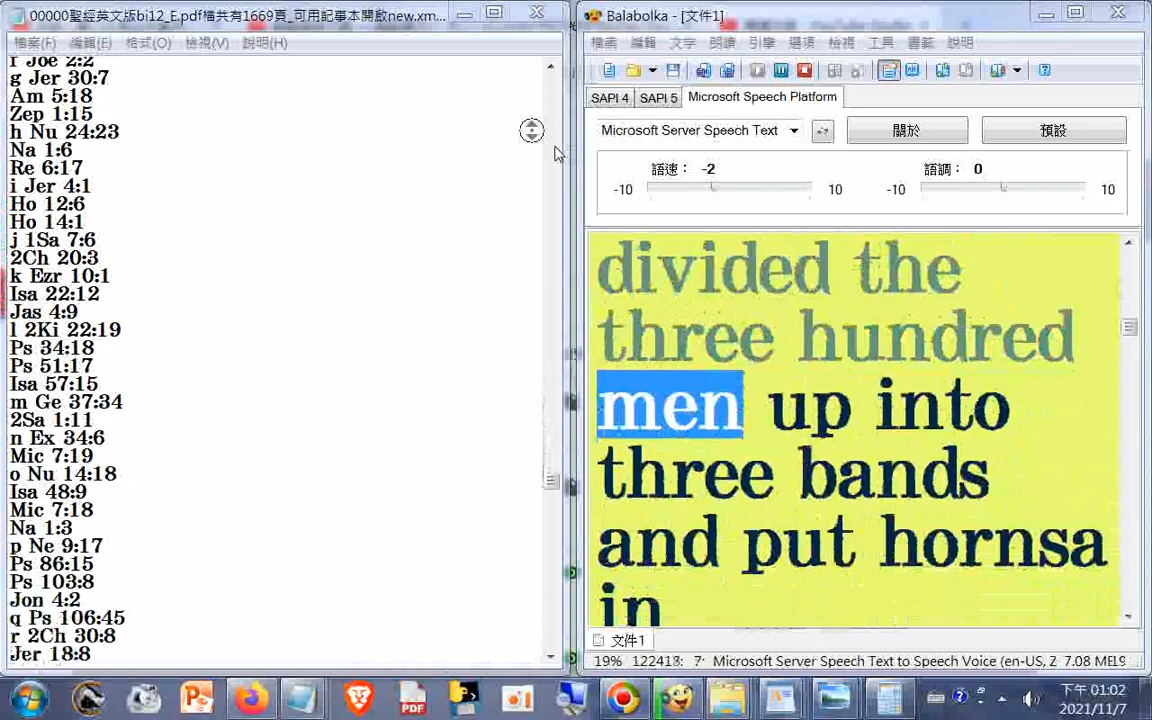 00000聖經英文版bi12_E.pdf檔共有1669頁_可用記事本開啟new.xm...
檔案(F) 編輯(E) 格式(O) 檢視(V) 說明(H)
r Joe 2:2
g Jer 30:7
Am 5:18
Zep 1:15
h Nu 24:23
Na 1:6
Re 6:17
i Jer 4:1
Ho 12:6
Ho 14:1
j 1Sa 7:6
2Ch 20:3
k Ezr 10:1
Isa 22:12
Jas 4:9
l 2Ki 22:19
Ps 34:18
Ps 51:17
Isa 57:15
m Ge 37:34
2Sa 1:11
n Ex 34:6
Mic 7:19
o Nu 14:18
Isa 48:9
Mic 7:18
Na 1:3
p Ne 9:17
Ps 86:15
Ps 103:8
Jon 4:2
q Ps 106:45
r 2Ch 30:8
Jer 18:8
Balabolka - [文件1]
檔案 編輯 文字 朗讀 引擎 選項 檢視 工具 書籤 說明
SAPI 4 SAPI 5 Microsoft Speech Platform
Microsoft Server Speech Text 關於 預設
語速： -2 語調： 0
-10 10 -10 10
divided the
three hundred
men up into
three bands
and put hornsa
in
文件1
19% 122418: 7 Microsoft Server Speech Text to Speech Voice (en-US, Z 7.08
PDF
下午 01:02
2021/11/7